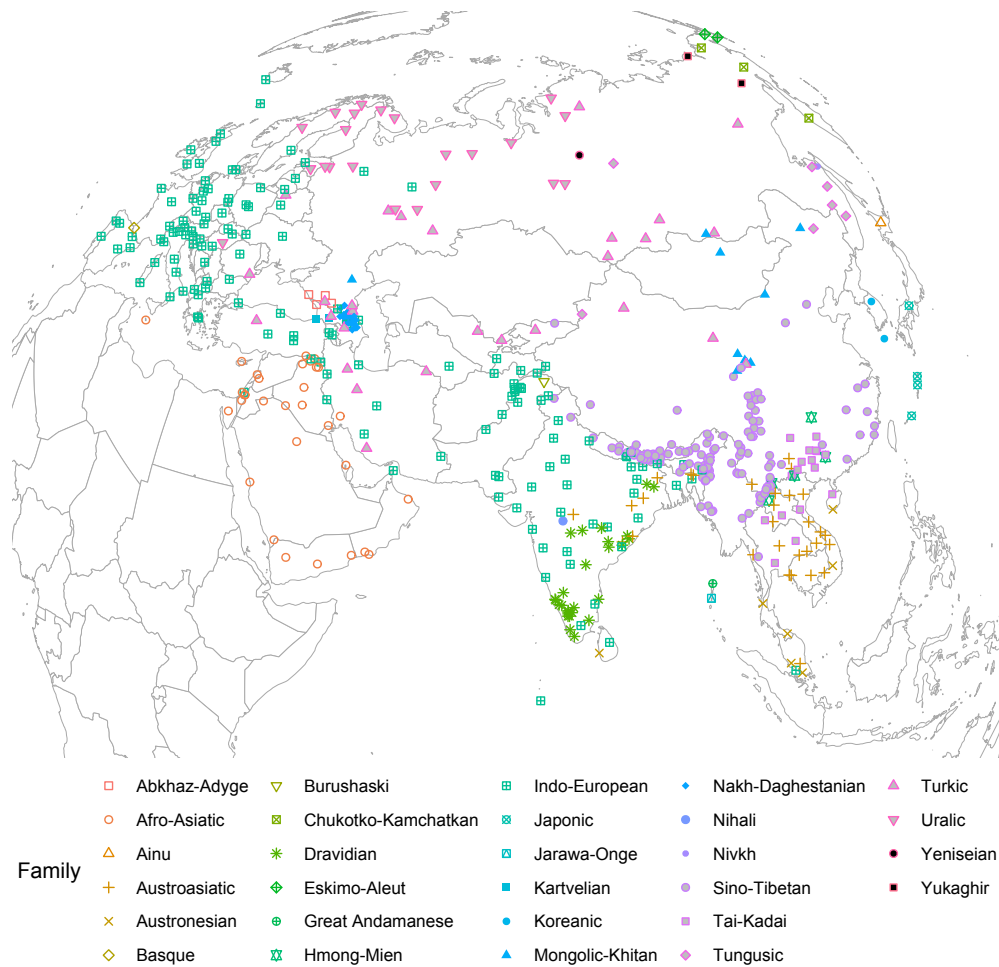 Abkhaz-Adyge Burushaski Indo-European Nakh-Daghestanian Turkic
Afro-Asiatic Chukotko-Kamchatkan Japonic Nihali Uralic
Ainu Dravidian Jarawa-Onge Nivkh Yeniseian
Family
Austroasiatic Eskimo-Aleut Kartvelian Sino-Tibetan Yukaghir
Austronesian Great Andamanese Koreanic Tai-Kadai
Basque Hmong-Mien Mongolic-Khitan Tungusic